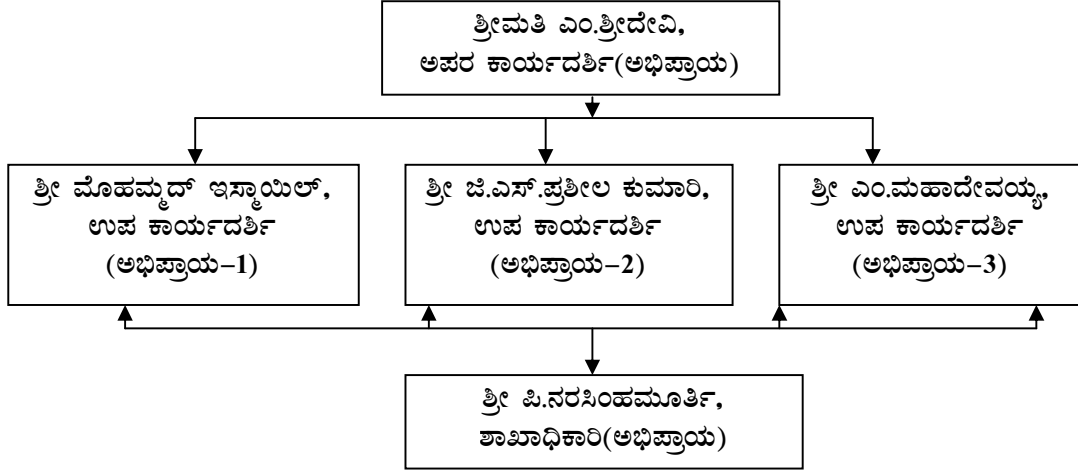 ಶ್ರೀಮತಿ ಎಂ.ಶ್ರೀದೇವಿ,
ಅಪರ ಕಾರ್ಯದರ್ಶಿ(ಅಭಿಪ್ರಾಯ)
ಶ್ರೀ ಮೊಹಮ್ಮದ್ ಇಸ್ಮಾಯಿಲ್,
ಉಪ ಕಾರ್ಯದರ್ಶಿ
(ಅಭಿಪ್ರಾಯ–1)
ಶ್ರೀ ಜಿ.ಎಸ್.ಪ್ರಶೀಲ ಕುಮಾರಿ,
ಉಪ ಕಾರ್ಯದರ್ಶಿ
(ಅಭಿಪ್ರಾಯ–2)
ಶ್ರೀ ಎಂ.ಮಹಾದೇವಯ್ಯ,
ಉಪ ಕಾರ್ಯದರ್ಶಿ
(ಅಭಿಪ್ರಾಯ–3)
ಶ್ರೀ ಪಿ.ನರಸಿಂಹಮೂರ್ತಿ,
ಶಾಖಾಧಿಕಾರಿ(ಅಭಿಪ್ರಾಯ)